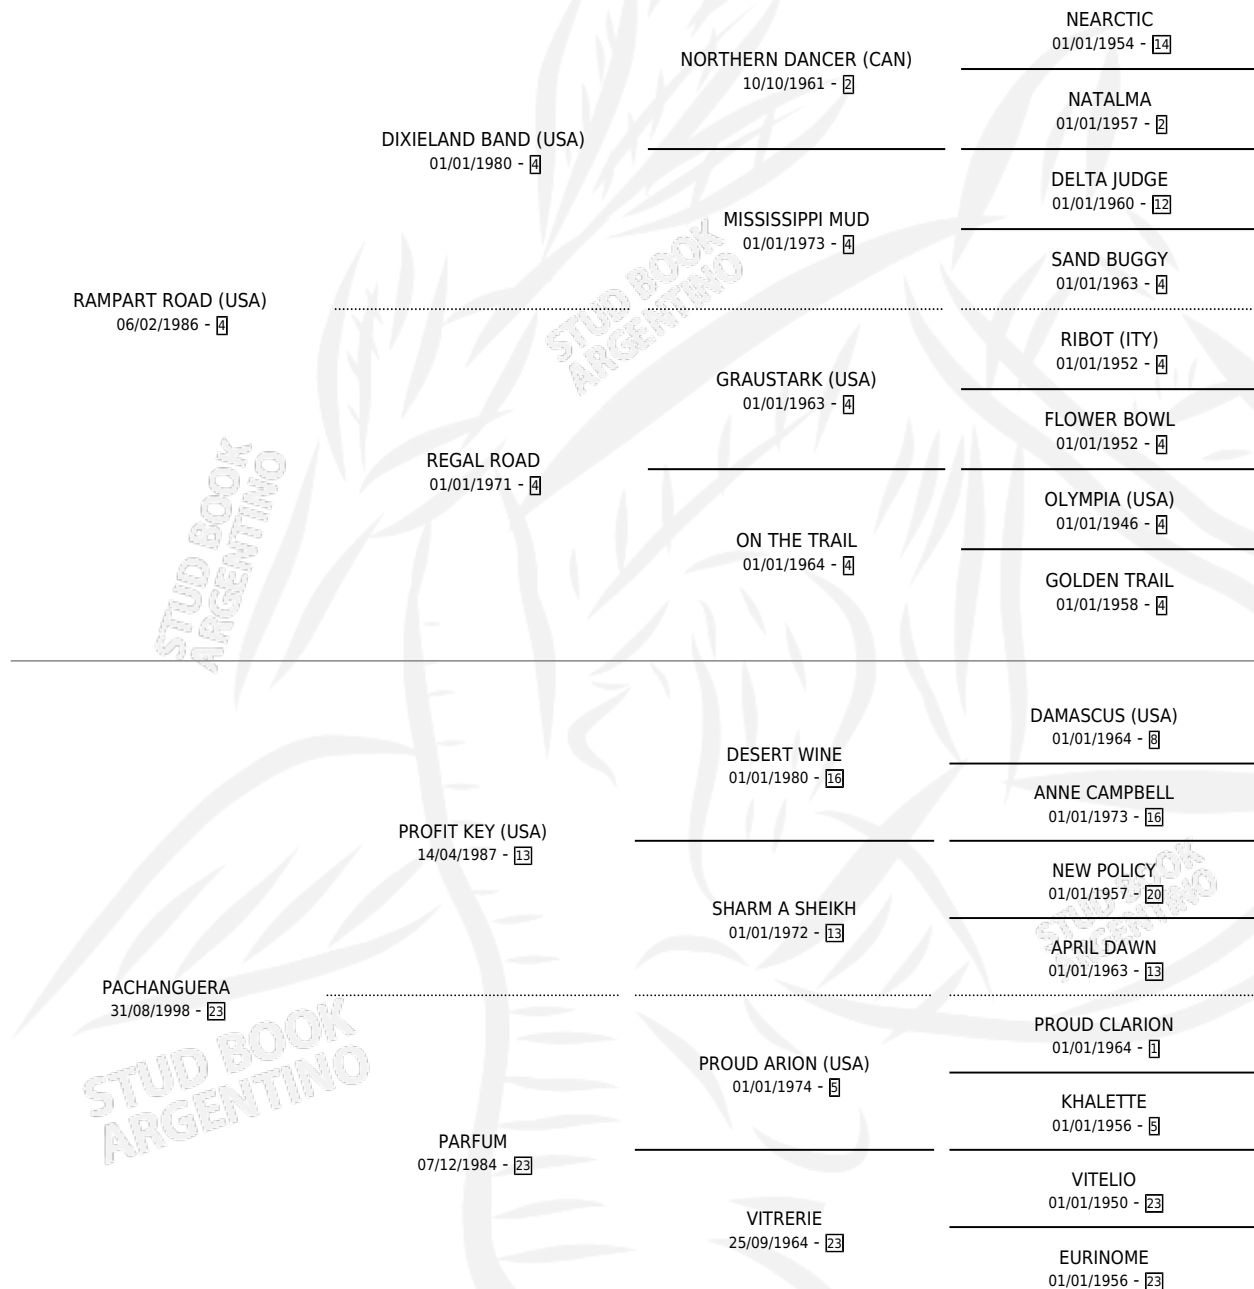 NEARCTIC
01/01/1954 - 14
NORTHERN DANCER (CAN)
10/10/1961 - 2
NATALMA
01/01/1957 - 2
DIXIELAND BAND (USA)
01/01/1980 - 4
DELTA JUDGE
01/01/1960 - 12
MISSISSIPPI MUD
01/01/1973 - 4
SAND BUGGY
01/01/1963 - 4
RAMPART ROAD (USA)
06/02/1986 - 4
RIBOT (ITY)
01/01/1952 - 4
GRAUSTARK (USA)
01/01/1963 - 4
FLOWER BOWL
01/01/1952 - 4
REGAL ROAD
01/01/1971 - 4
OLYMPIA (USA)
01/01/1946 - 4
ON THE TRAIL
01/01/1964 - 4
GOLDEN TRAIL
01/01/1958 - 4
DAMASCUS (USA)
01/01/1964 - 8
DESERT WINE
01/01/1980 - 16
ANNE CAMPBELL
01/01/1973 - 16
PROFIT KEY (USA)
14/04/1987 - 13
NEW POLICY
01/01/1957 - 20
SHARM A SHEIKH
01/01/1972 - 13
APRIL DAWN
01/01/1963 - 13
PACHANGUERA
31/08/1998 - 23
PROUD CLARION
01/01/1964 - 1
PROUD ARION (USA)
01/01/1974 - 5
KHALETTE
01/01/1956 - 5
PARFUM
07/12/1984 - 23
VITELIO
01/01/1950 - 23
VITRERIE
25/09/1964 - 23
EURINOME
01/01/1956 - 23
STUD BOOK
ARGENTINO
STUD BOOK
ARGENTINO
STUD BOOK
ARGENTINO
STUD BOOK
ARGENTINO